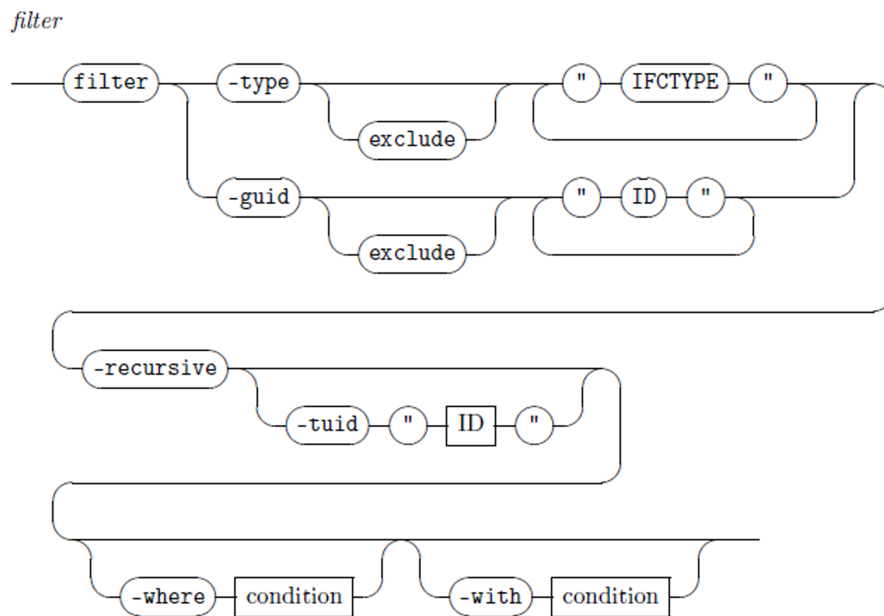 filter
filter -type " IFCTYPE "
exclude
-guid " ID "
exclude
-recursive
-tuid " ID "
-where condition -with condition